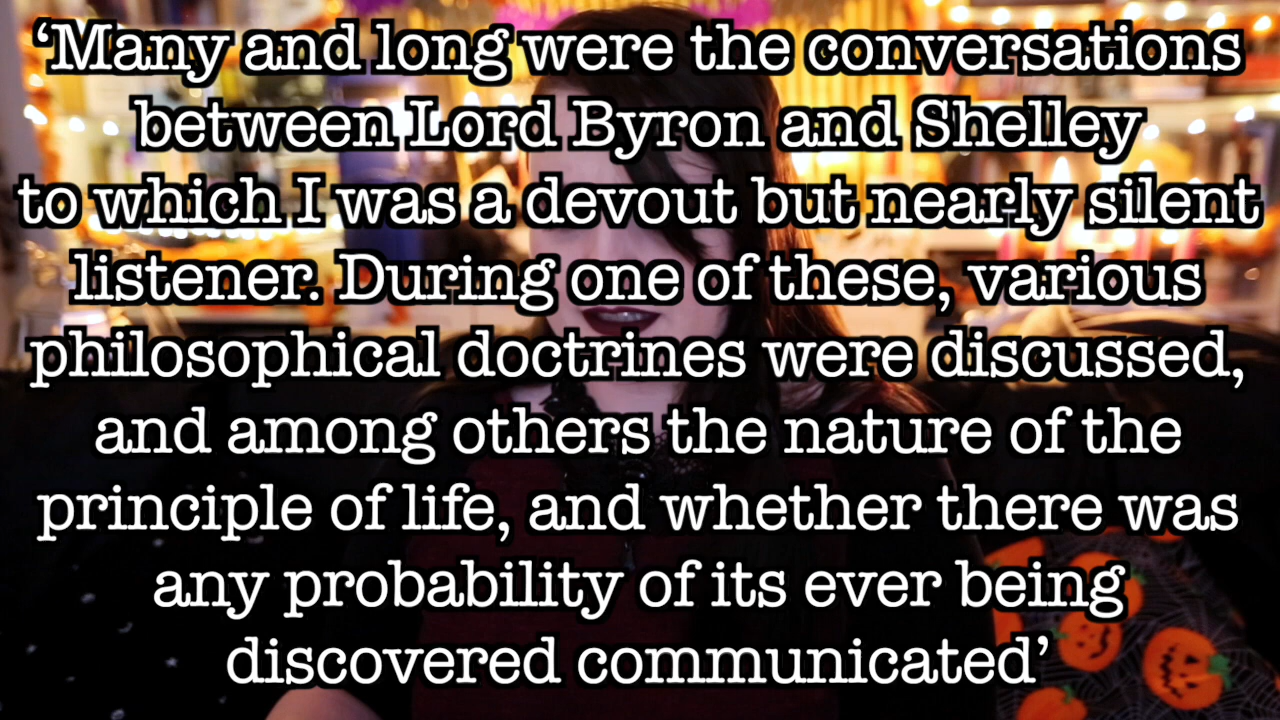 ‘Many and long were the conversations
between Lord Byron and Shelley
to which I was a devout but nearly silent
listener. During one of these, various
philosophical doctrines were discussed,
and among others the nature of the
principle of life, and whether there was
any probability of its ever being
discovered communicated’